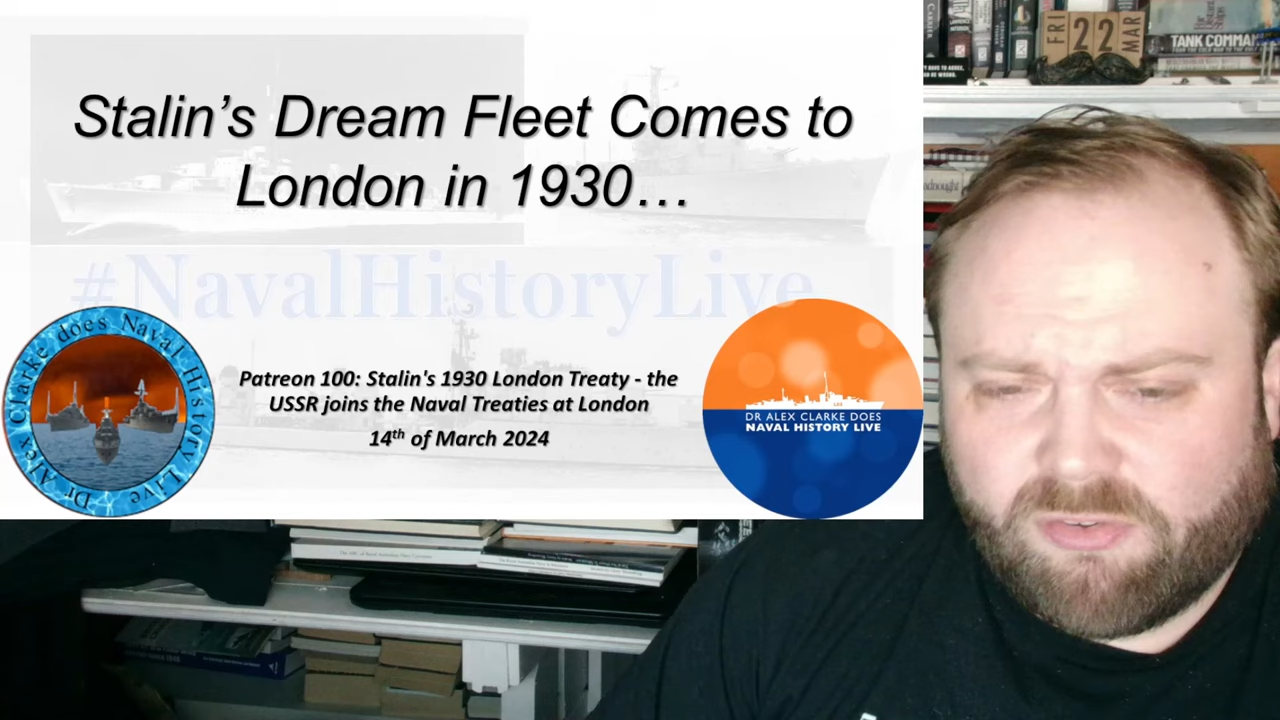 Stalin's Dream Fleet Comes to
London in 1930…
#NavalHistoryLive
Patreon 100: Stalin's 1930 London Treaty - the
USSR joins the Naval Treaties at London
14th of March 2024
Dr Alex Clarke does Naval History Live
DR ALEX CLARKE DOES
NAVAL HISTORY LIVE
FRI
22
MAR
TANK COMMAN